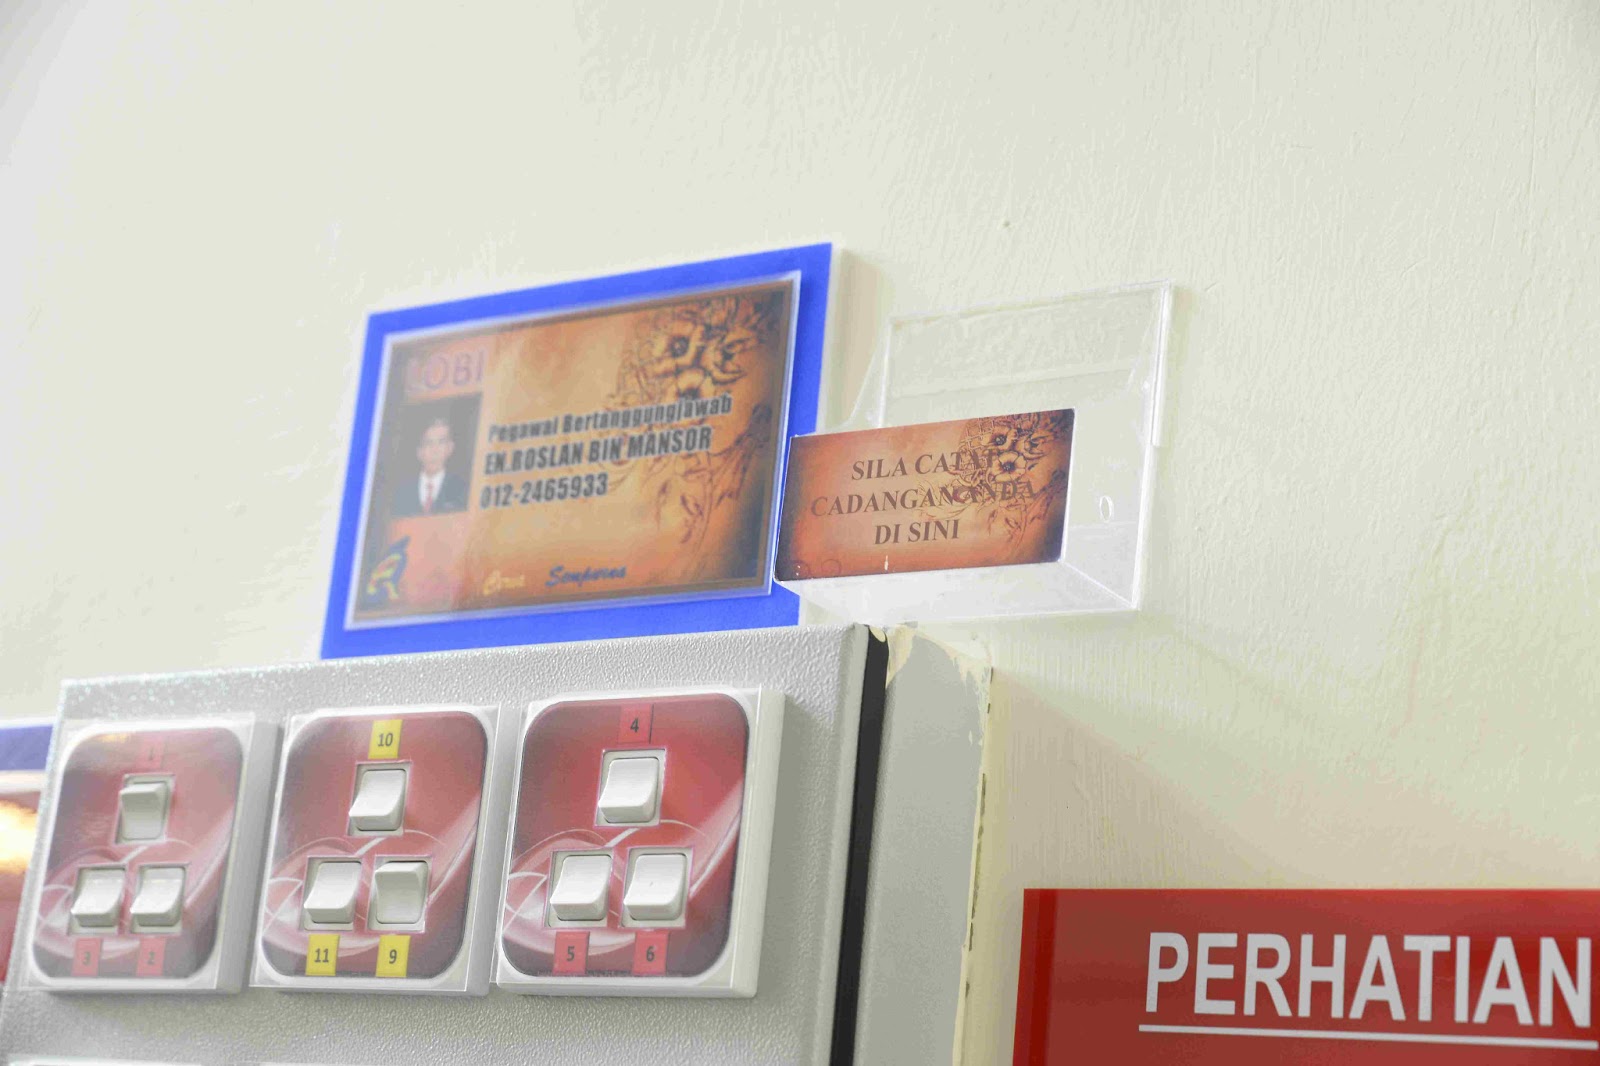 LOBI
Pegawai Bertanggungjawab
EN.ROSLAN BIN MANSOR
012-2465933
Sempurna
SILA CATAT
CADANGAN ANDA
DI SINI
1
3 2
10
11 9
4
5 6
PERHATIAN